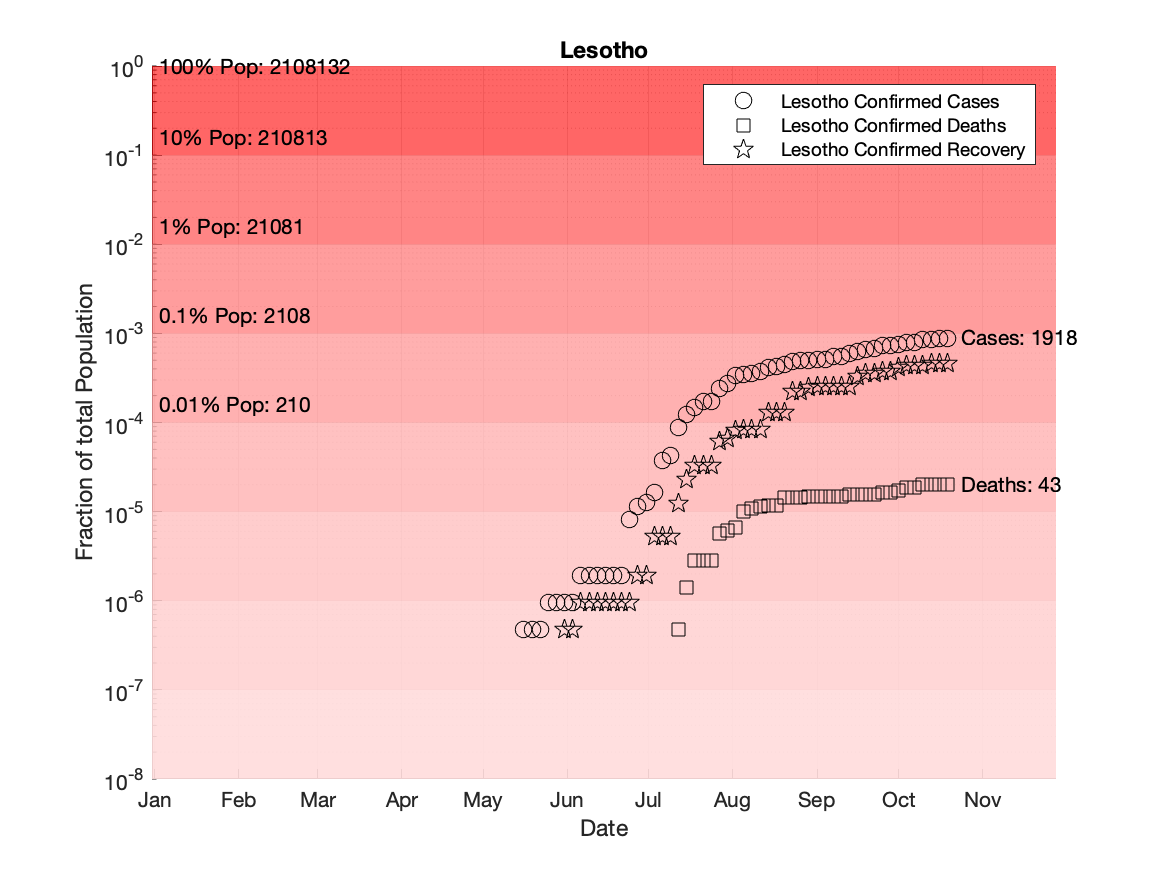 Lesotho
10^0
100% Pop: 2108132
Lesotho Confirmed Cases
Lesotho Confirmed Deaths
Lesotho Confirmed Recovery
10% Pop: 210813
10^-1
1% Pop: 21081
10^-2
0.1% Pop: 2108
10^-3
Cases: 1918
0.01% Pop: 210
10^-4
Deaths: 43
10^-5
10^-6
10^-7
10^-8
Fraction of total Population
Jan Feb Mar Apr May Jun Jul Aug Sep Oct Nov
Date